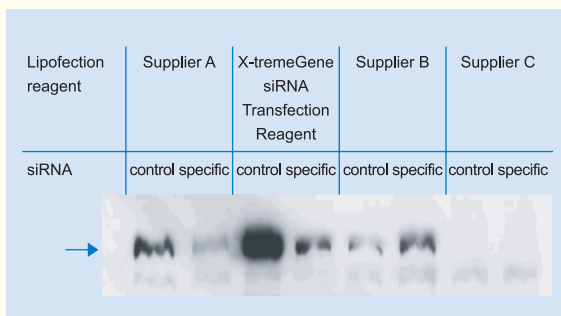 Lipofection reagent
Supplier A
X-tremeGene siRNA Transfection Reagent
Supplier B
Supplier C
siRNA
control specific
control specific
control specific
control specific